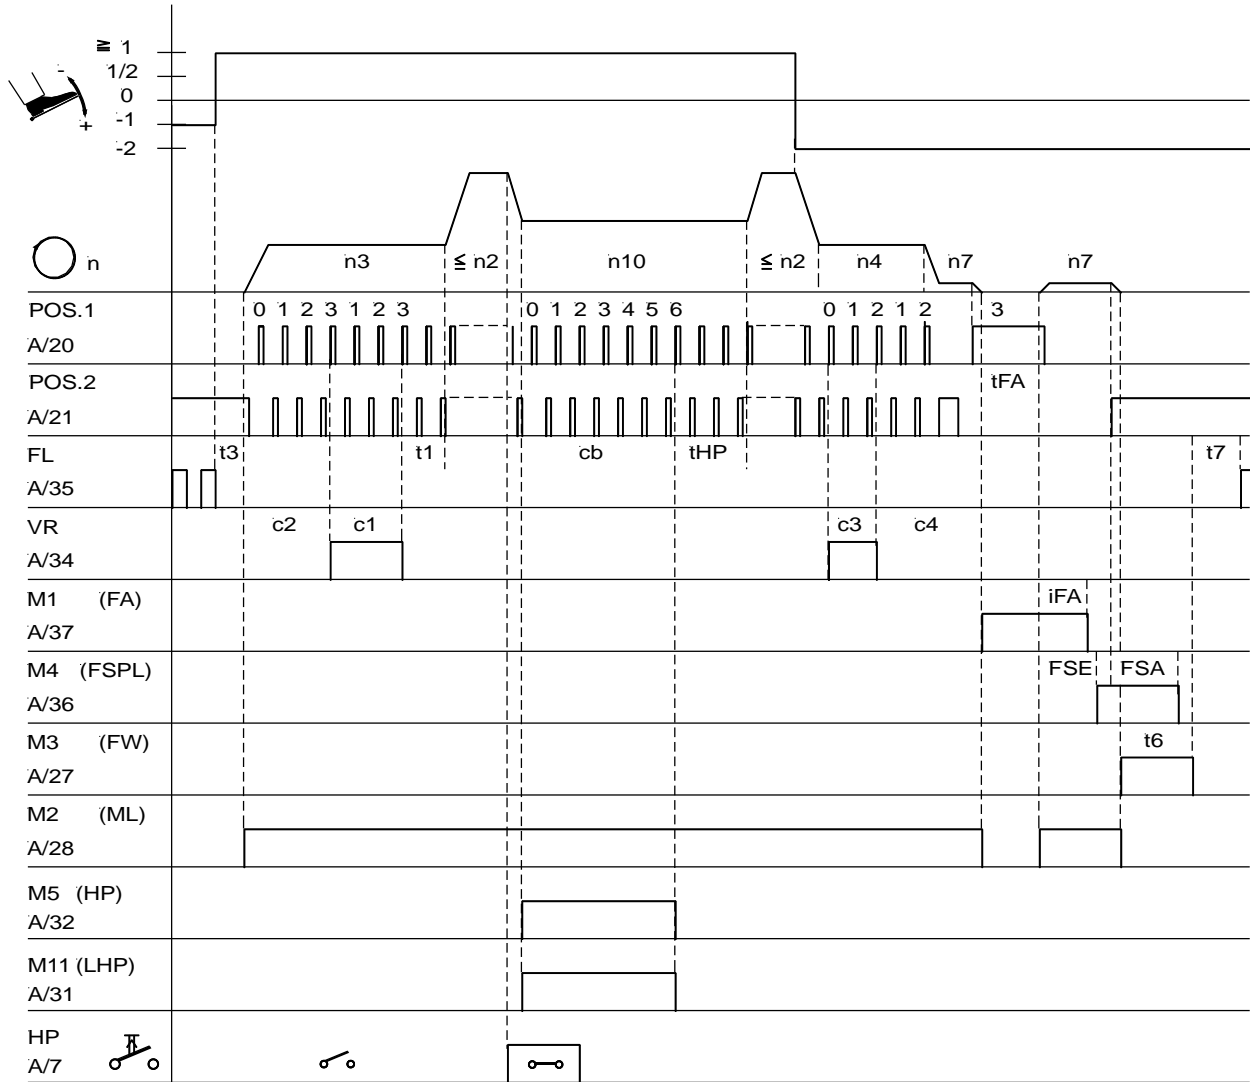 ≧ 1
1/2
0
-1
-2
-
+
n
n3
≦ n2
n10
≦ n2
n4
n7
n7
POS.1
0 1 2 3 1 2 3
0 1 2 3 4 5 6
0 1 2 1 2
3
A/20
POS.2
tFA
A/21
FL
t3
t1
cb
tHP
t7
A/35
VR
c2
c1
c3
c4
A/34
M1 (FA)
iFA
A/37
M4 (FSPL)
FSE
FSA
A/36
M3 (FW)
t6
A/27
M2 (ML)
A/28
M5 (HP)
A/32
M11 (LHP)
A/31
HP
A/7